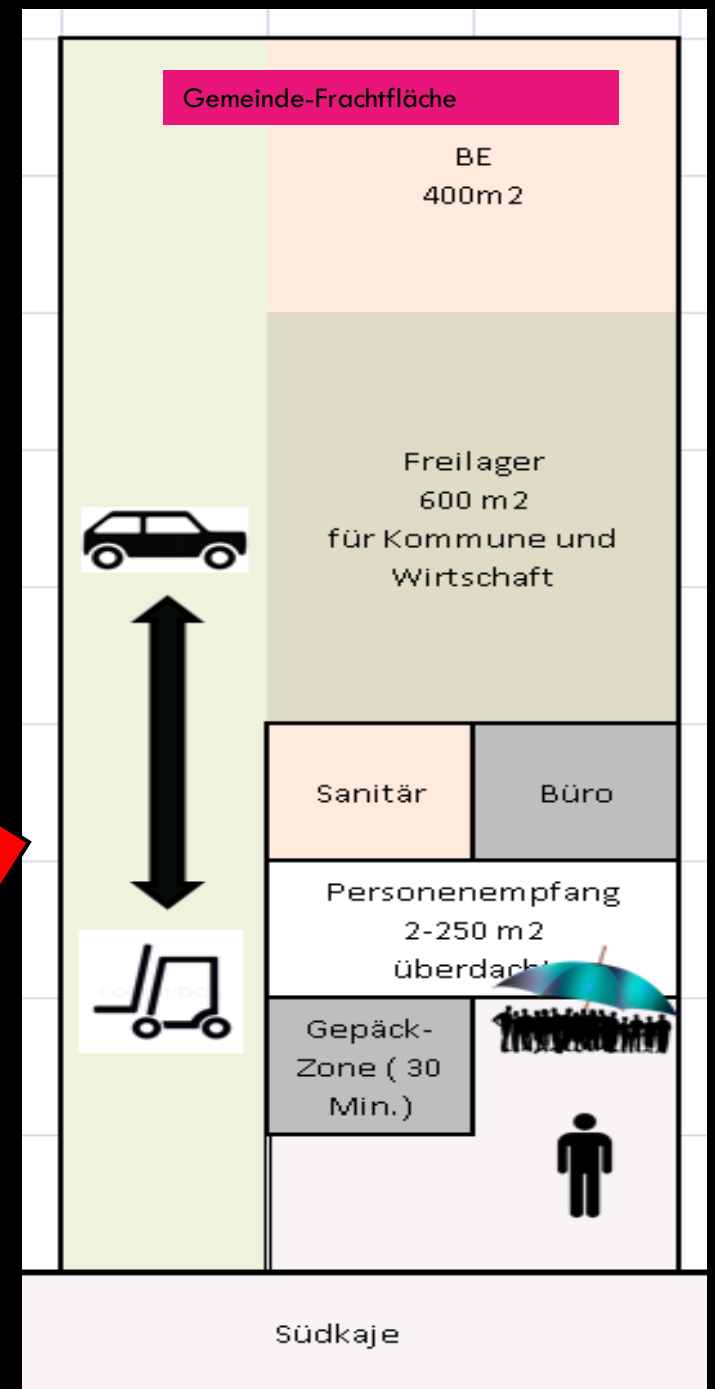 Gemeinde-Frachtfläche
BE
400m2
Freilager
600 m2
für Kommune und
Wirtschaft
Sanitär
Büro
Personenempfang
2-250 m2
Gepäck-
Zone ( 30
Min.)
Südkaje